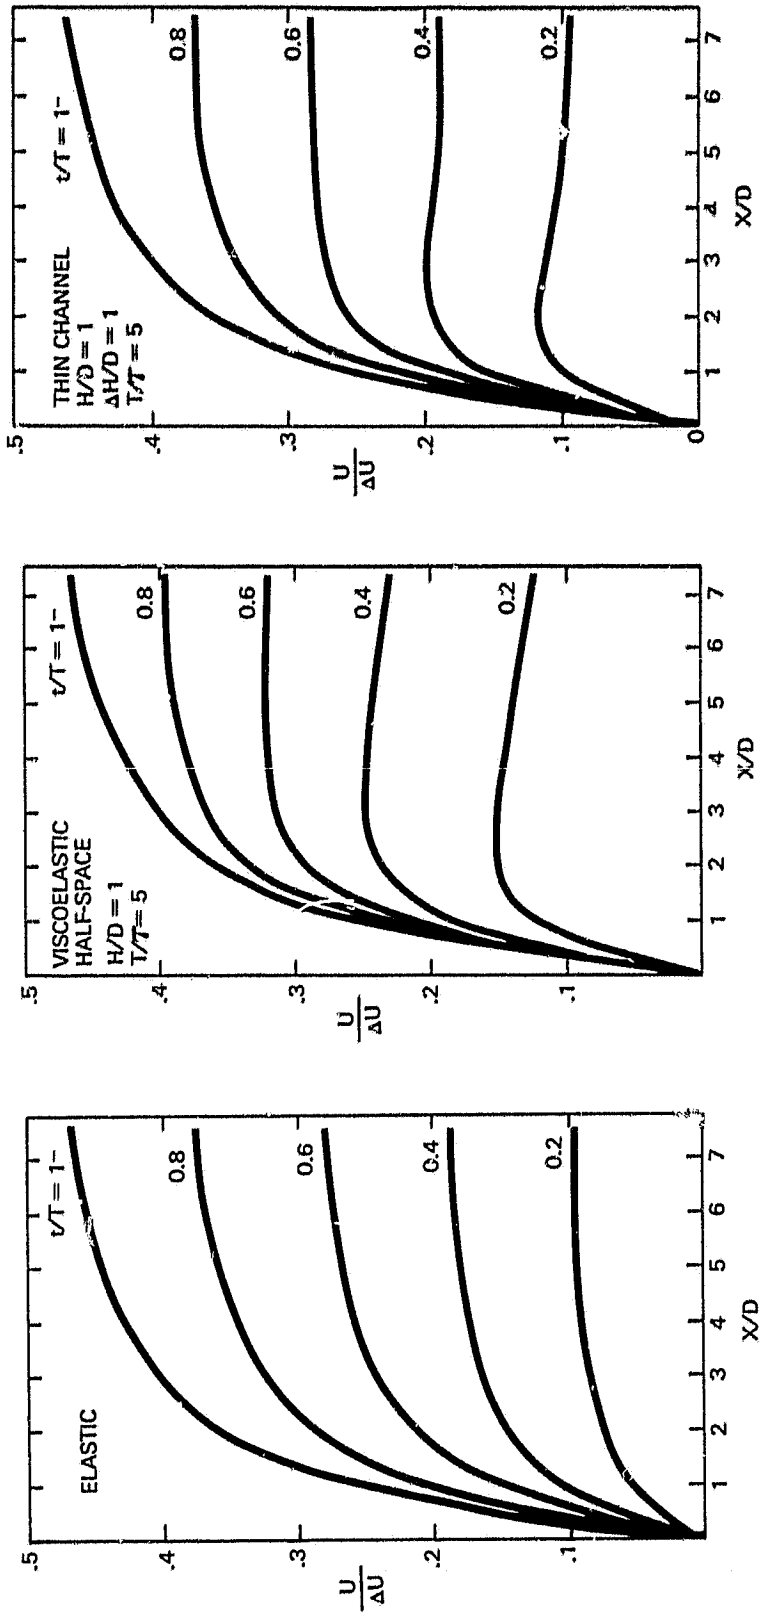 ELASTIC
t/T = 1-
0.8
0.6
0.4
0.2
.5
.4
.3
.2
.1
U
ΔU
1
2
3
4
5
6
7
X/D
VISCOELASTIC
HALF-SPACE
H/D = 1
T/τ = 5
t/T = 1-
0.8
0.6
0.4
0.2
.5
.4
.3
.2
.1
U
ΔU
1
2
3
4
5
6
7
X/D
THIN CHANNEL
H/D = 1
ΔH/D = 1
T/τ = 5
t/T = 1-
0.8
0.6
0.4
0.2
.5
.4
.3
.2
.1
0
U
ΔU
1
2
3
4
5
6
7
X/D